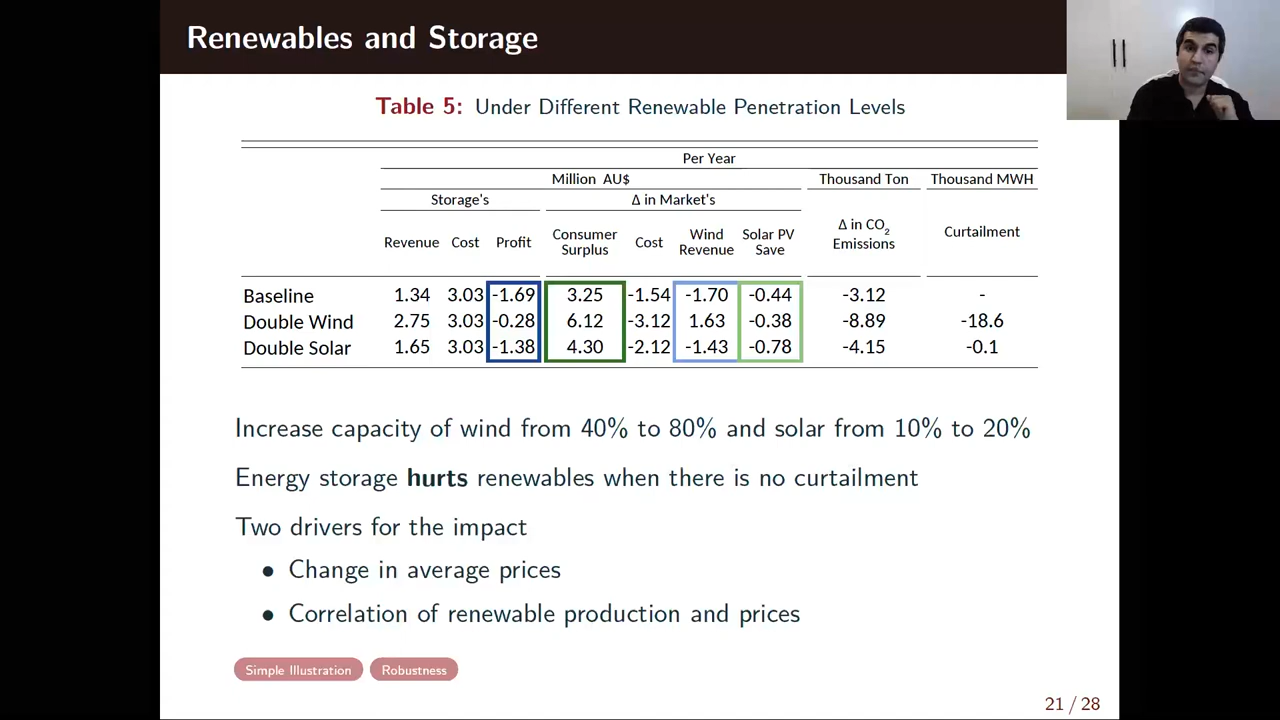 Renewables and Storage
Table 5: Under Different Renewable Penetration Levels
Per Year
Million AU$ Thousand Ton Thousand MWH
Storage's Δ in Market's
Revenue Cost Profit Consumer Surplus Cost Wind Revenue Solar PV Save Δ in CO2 Emissions Curtailment
Baseline 1.34 3.03 -1.69 3.25 -1.54 -1.70 -0.44 -3.12 -
Double Wind 2.75 3.03 -0.28 6.12 -3.12 1.63 -0.38 -8.89 -18.6
Double Solar 1.65 3.03 -1.38 4.30 -2.12 -1.43 -0.78 -4.15 -0.1
Increase capacity of wind from 40% to 80% and solar from 10% to 20%
Energy storage hurts renewables when there is no curtailment
Two drivers for the impact
• Change in average prices
• Correlation of renewable production and prices
Simple Illustration Robustness
21 / 28